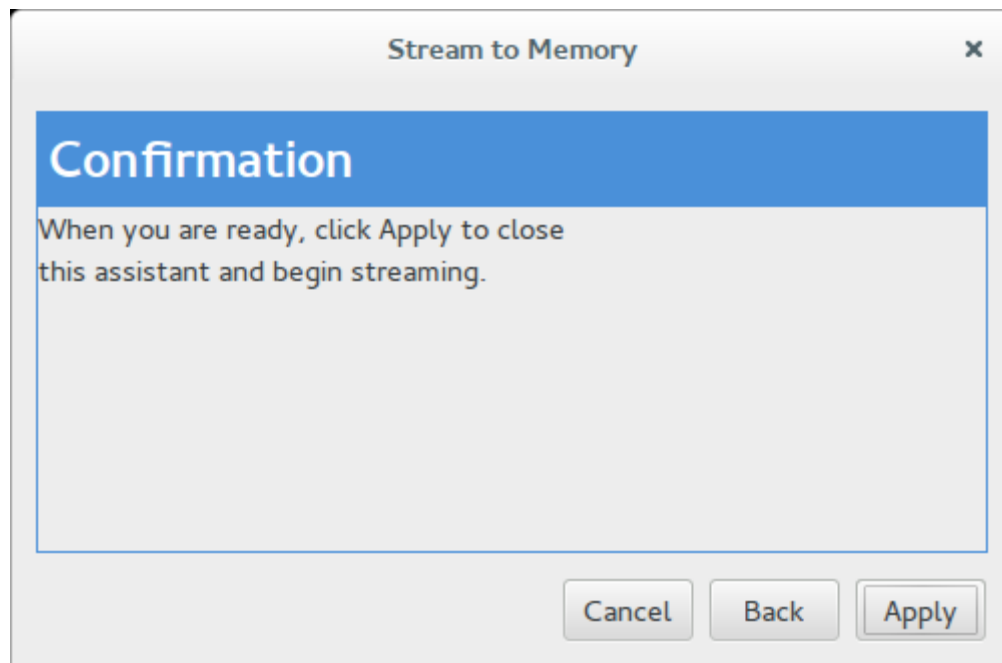 Stream to Memory
Confirmation
When you are ready, click Apply to close
this assistant and begin streaming.
Cancel Back Apply